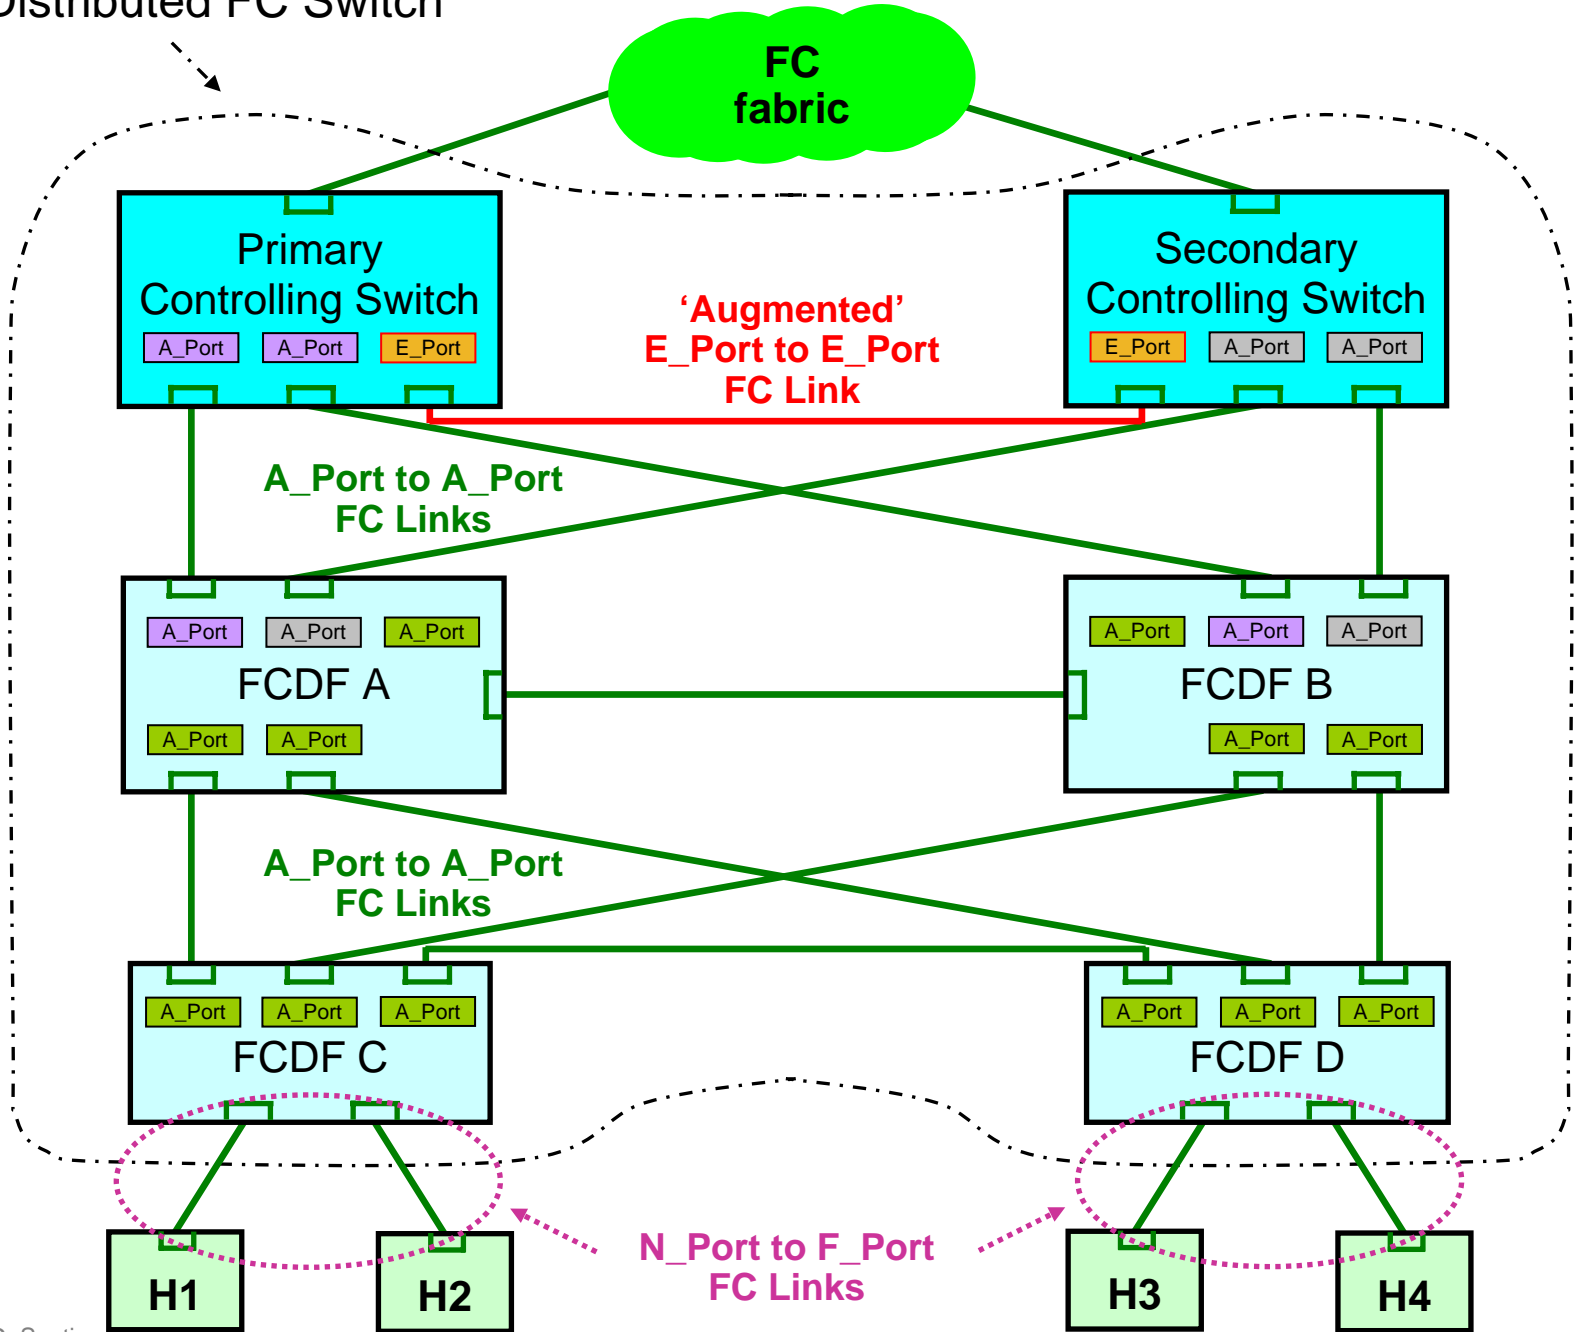 Distributed FC Switch
FC
fabric
Primary
Controlling Switch
A_Port A_Port E_Port
‘Augmented’
E_Port to E_Port
FC Link
Secondary
Controlling Switch
E_Port A_Port A_Port
A_Port to A_Port
FC Links
A_Port A_Port A_Port
FCDF A
A_Port A_Port
A_Port A_Port A_Port
FCDF B
A_Port A_Port
A_Port to A_Port
FC Links
A_Port A_Port A_Port
FCDF C
A_Port A_Port A_Port
FCDF D
N_Port to F_Port
FC Links
H1
H2
H3
H4